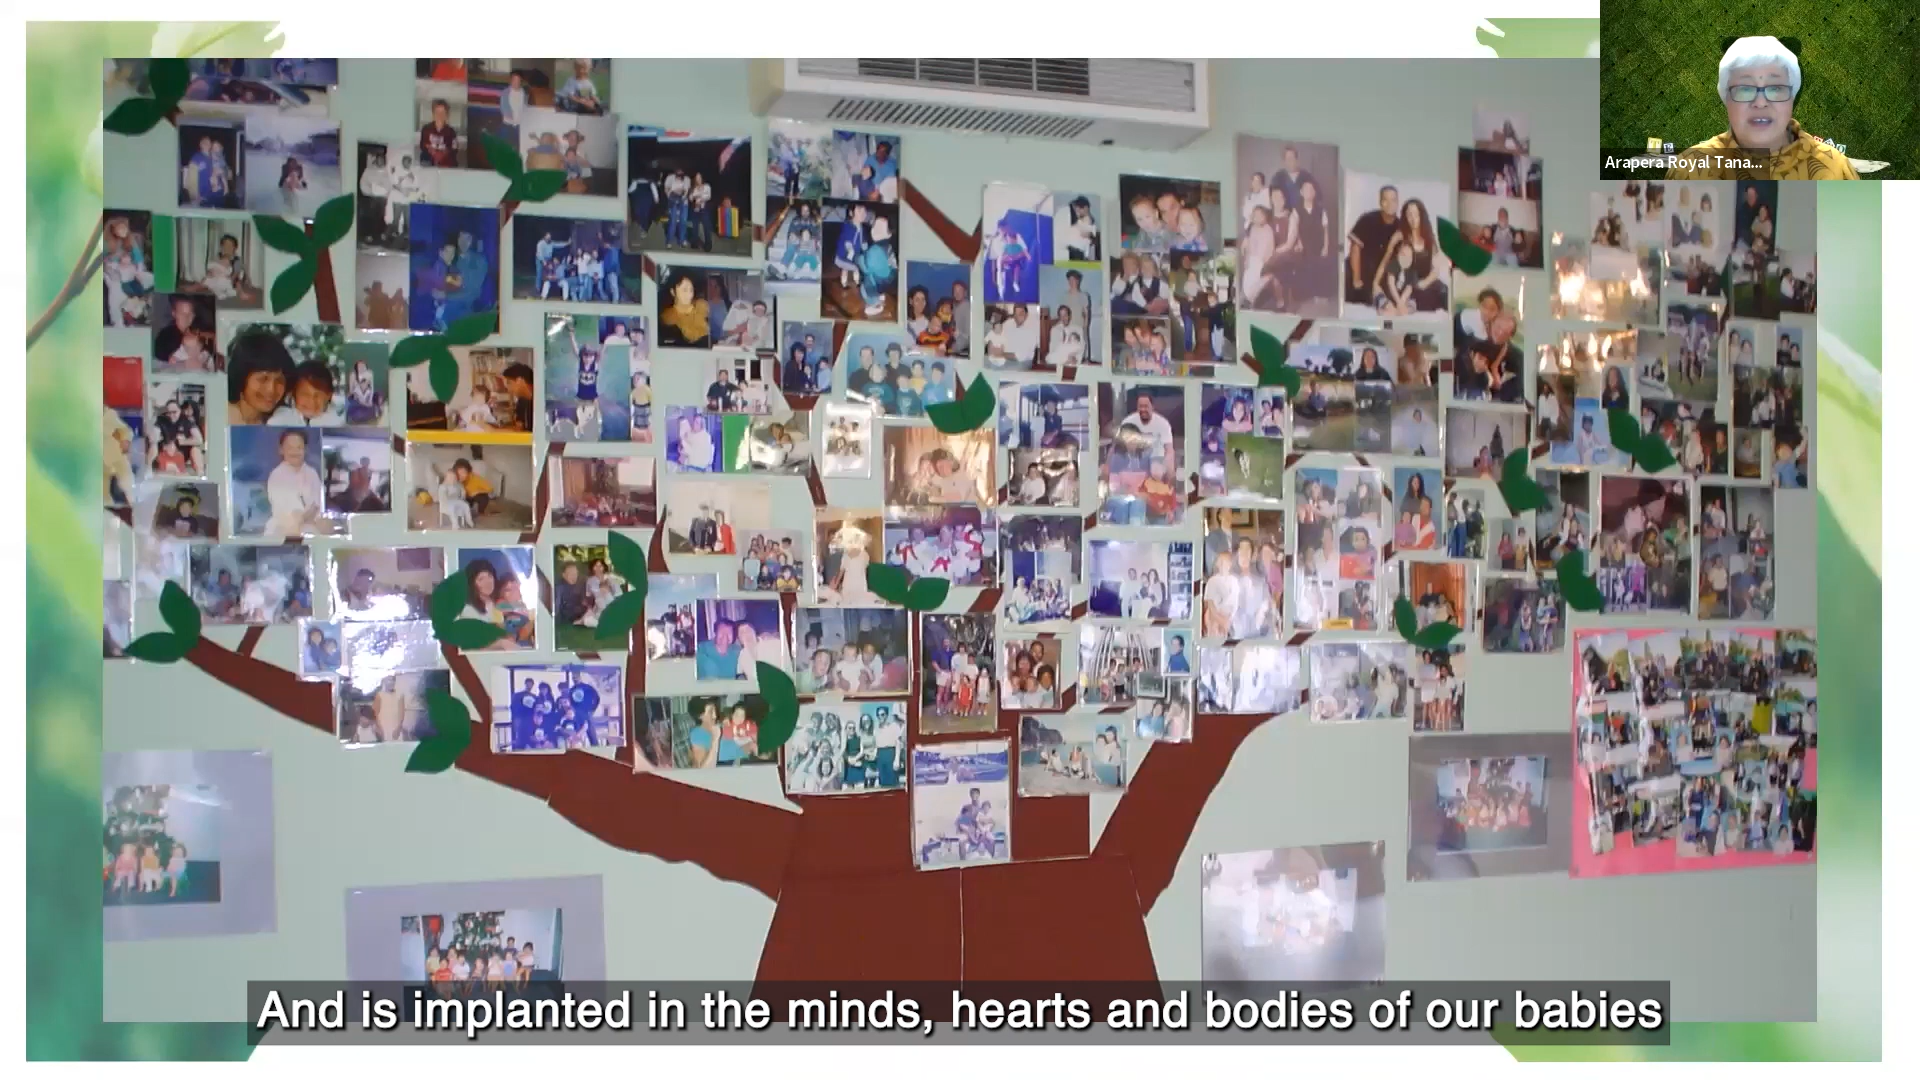 Arapera Royal Tana...
And is implanted in the minds, hearts and bodies of our babies